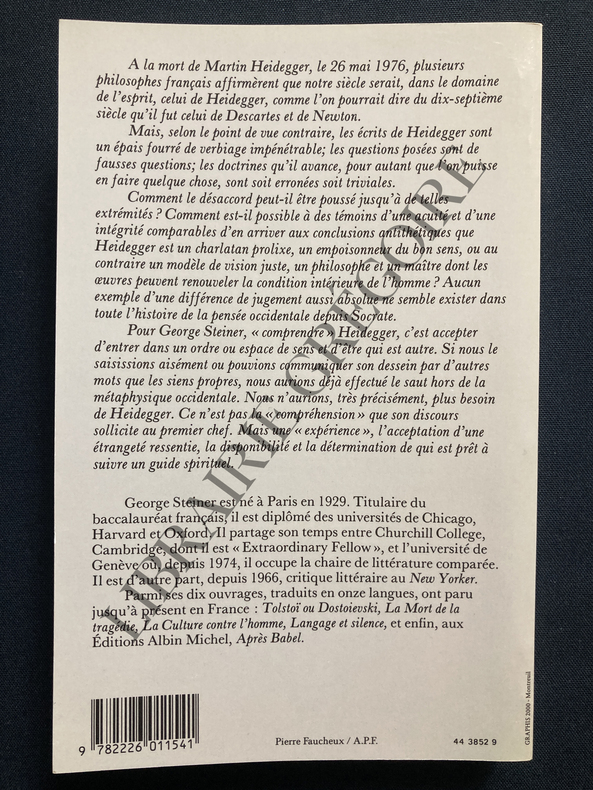 A la mort de Martin Heidegger, le 26 mai 1976, plusieurs
philosophes français affirmèrent que notre siècle serait, dans le domaine
de l'esprit, celui de Heidegger, comme l'on pourrait dire du dix-septième
siècle qu'il fut celui de Descartes et de Newton.
Mais, selon le point de vue contraire, les écrits de Heidegger sont
un épais fourré de verbiage impénétrable; les questions posées sont de
fausses questions; les doctrines qu'il avance, pour autant que l'on puisse
en faire quelque chose, sont soit erronées soit triviales.
Comment le désaccord peut-il être poussé jusqu'à de telles
extrémités ? Comment est-il possible à des témoins d'une acuité et d'une
intégrité comparables d'en arriver aux conclusions antithétiques que
Heidegger est un charlatan prolixe, un empoisonneur du bon sens, ou au
contraire un modèle de vision juste, un philosophe et un maître dont les
œuvres peuvent renouveler la condition intérieure de l'homme ? Aucun
exemple d'une différence de jugement aussi absolue ne semble exister dans
toute l'histoire de la pensée occidentale depuis Socrate.
Pour George Steiner, « comprendre » Heidegger, c'est accepter
d'entrer dans un ordre ou espace de sens et d'être qui est autre. Si nous le
saisissions aisément ou pouvions communiquer son dessein par d'autres
mots que les siens propres, nous aurions déjà effectué le saut hors de la
métaphysique occidentale. Nous n'aurions, très précisément, plus besoin
de Heidegger. Ce n'est pas la « compréhension » que son discours
sollicite au premier chef. Mais une « expérience », l'acceptation d'une
étrangeté ressentie, la disponibilité et la détermination de qui est prêt à
suivre un guide spirituel.
George Steiner est né à Paris en 1929. Titulaire du
baccalauréat français, il est diplômé des universités de Chicago,
Harvard et Oxford. Il partage son temps entre Churchill College,
Cambridge, dont il est « Extraordinary Fellow », et l'université de
Genève où, depuis 1974, il occupe la chaire de littérature comparée.
Il est d'autre part, depuis 1966, critique littéraire au New Yorker.
Parmi ses dix ouvrages, traduits en onze langues, ont paru
jusqu'à présent en France : Tolstoï ou Dostoievski, La Mort de la
tragédie, La Culture contre l'homme, Langage et silence, et enfin, aux
Éditions Albin Michel, Après Babel.
LIBRAIRIE GRÉGOIRE
9 782226 011541
Pierre Faucheux / A.P.F.
44 3852 9
GRAPHIS 2000 - Montreuil